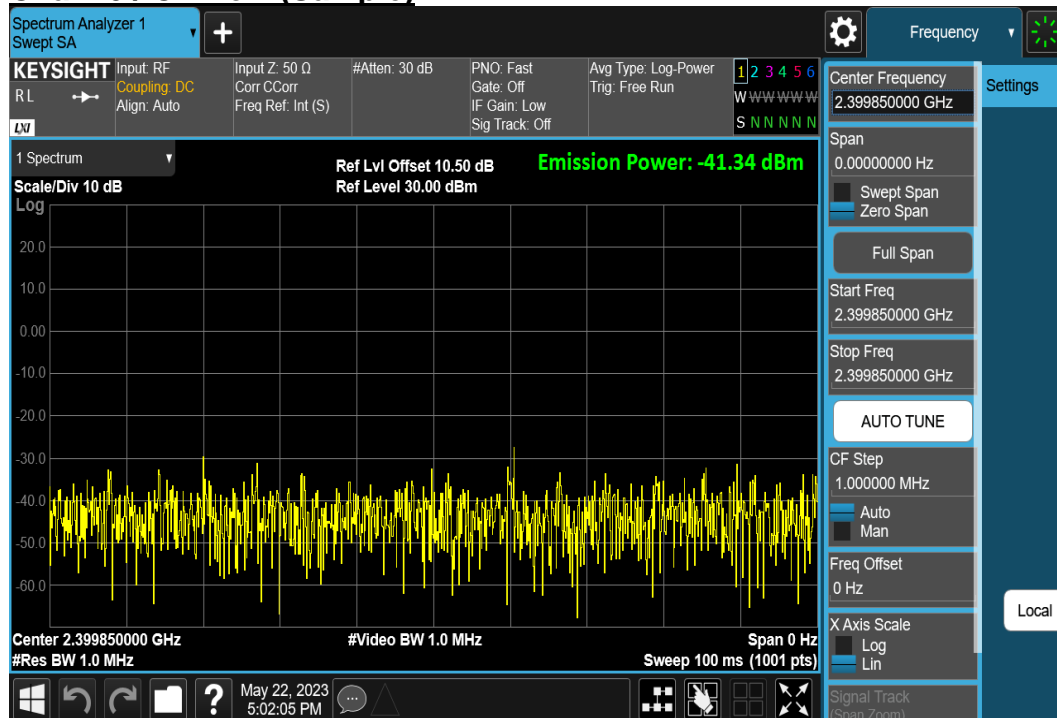 Spectrum Analyzer 1
Swept SA
+
Frequency
KEYSIGHT
RL
LXI
Input: RF
Coupling: DC
Align: Auto
Input Z: 50 Ω
Corr CCorr
Freq Ref: Int (S)
#Atten: 30 dB
PNO: Fast
Gate: Off
IF Gain: Low
Sig Track: Off
Avg Type: Log-Power
Trig: Free Run
1 2 3 4 5 6
W W W W W W
S N N N N N
1 Spectrum
Scale/Div 10 dB
Log
Ref Lvl Offset 10.50 dB
Ref Level 30.00 dBm
Emission Power: -41.34 dBm
20.0
10.0
0.00
-10.0
-20.0
-30.0
-40.0
-50.0
-60.0
Center 2.399850000 GHz
#Res BW 1.0 MHz
#Video BW 1.0 MHz
Span 0 Hz
Sweep 100 ms (1001 pts)
Center Frequency
2.399850000 GHz
Span
0.00000000 Hz
Swept Span
Zero Span
Full Span
Start Freq
2.399850000 GHz
Stop Freq
2.399850000 GHz
AUTO TUNE
CF Step
1.000000 MHz
Auto
Man
Freq Offset
0 Hz
X Axis Scale
Log
Lin
Signal Track
(Span Zoom)
Settings
Local
?
May 22, 2023
5:02:05 PM